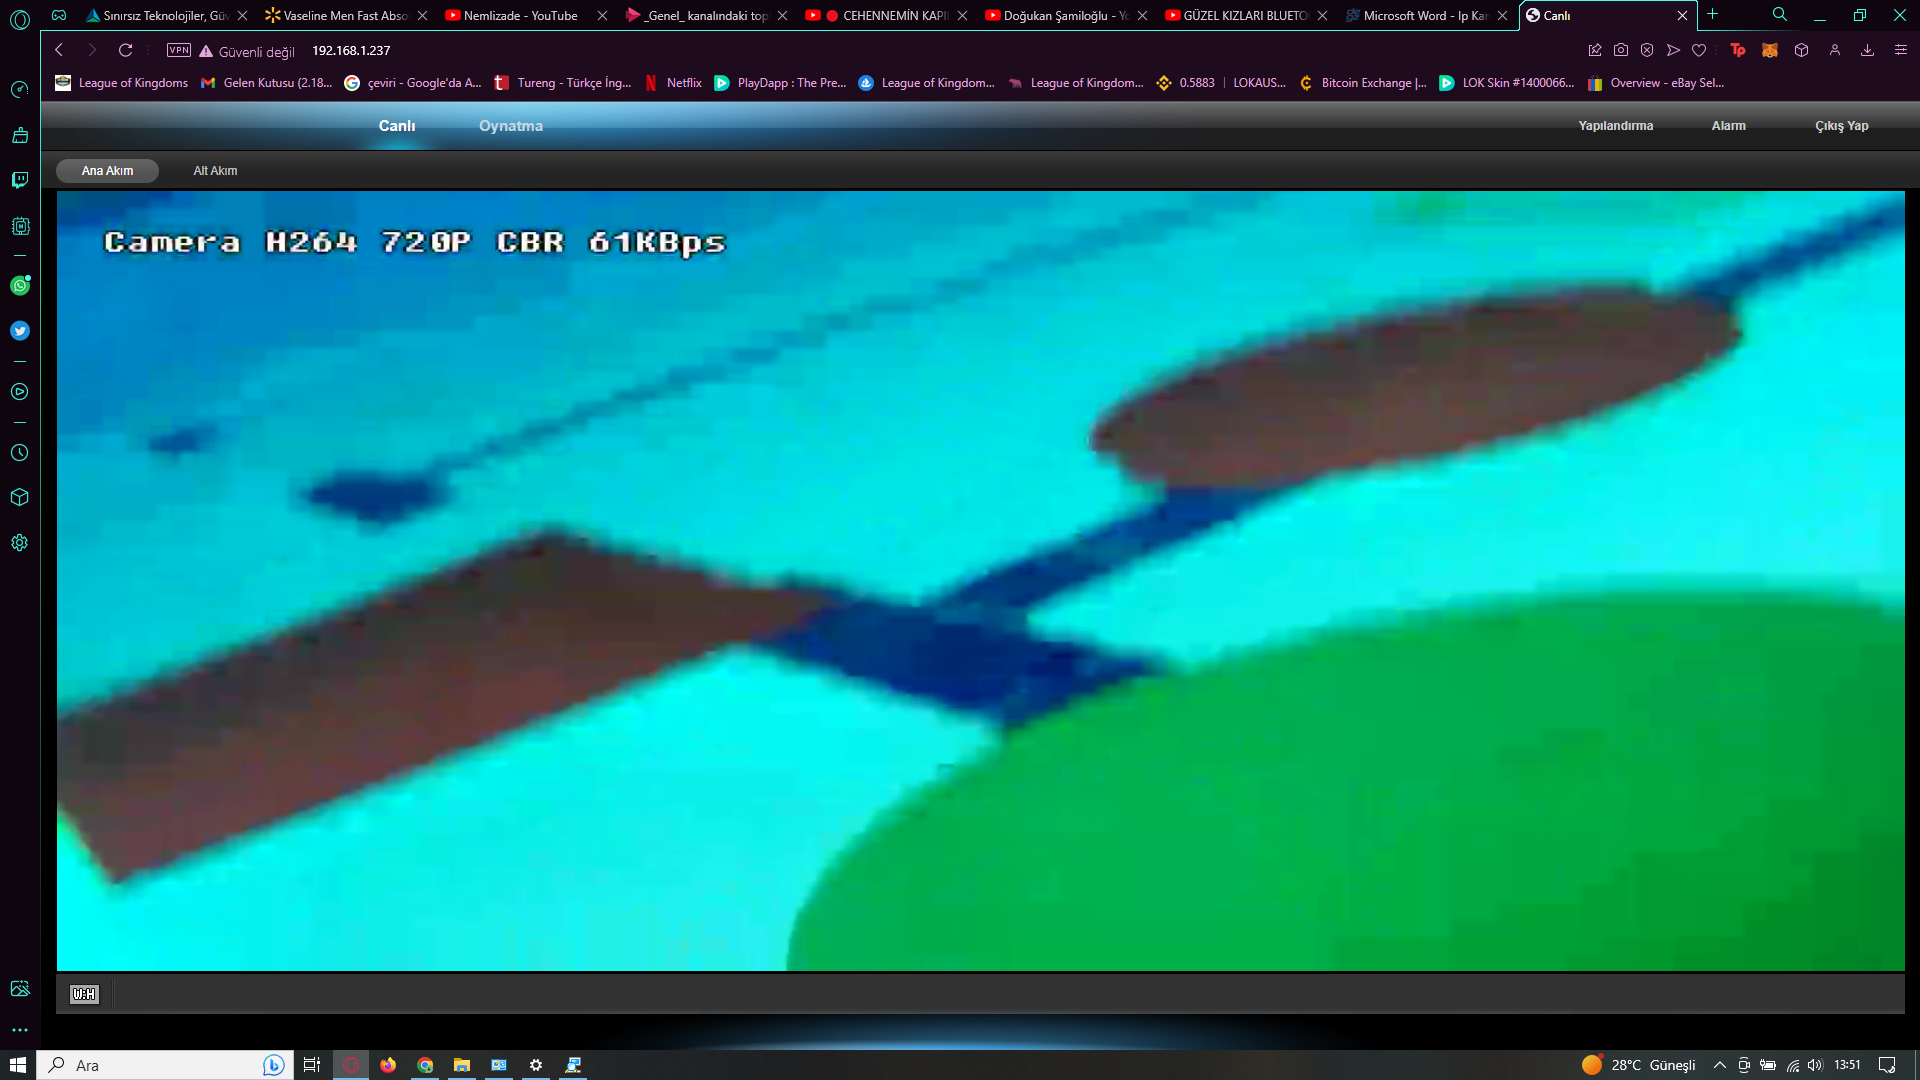 Sınırsız Teknolojiler, Güv
Vaseline Men Fast Abso
Nemlizade - YouTube
_Genel_ kanalındaki top
CEHENNEMİN KAPI
Doğukan Şamiloğlu - Yo
GÜZEL KIZLARI BLUETO
Microsoft Word - Ip Kar
Canlı
VPN Güvenli değil 192.168.1.237
League of Kingdoms
Gelen Kutusu (2.18...
çeviri - Google'da A...
Tureng - Türkçe İng...
Netflix
PlayDapp : The Pre...
League of Kingdom...
League of Kingdom...
0.5883 | LOKAUS...
Bitcoin Exchange |...
LOK Skin #1400066...
Overview - eBay Sel...
Canlı Oynatma Yapılandırma Alarm Çıkış Yap
Ana Akım Alt Akım
Camera H264 720P CBR 61KBps
W:H
Ara 28°C Güneşli 13:51